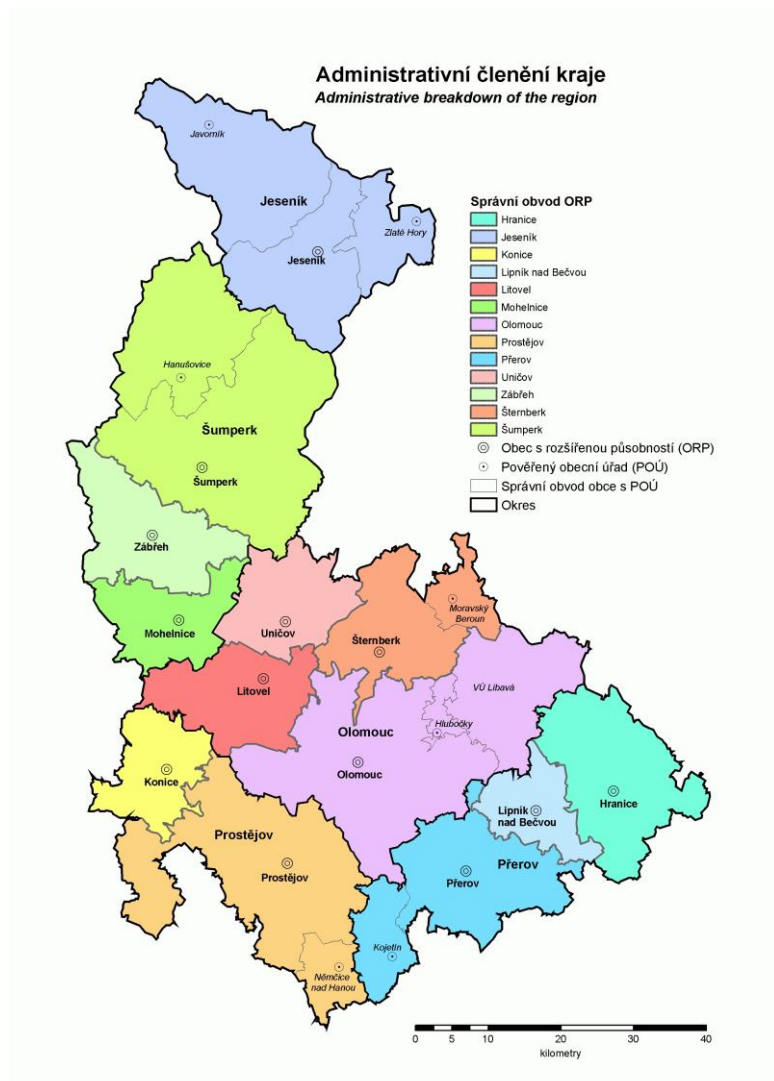 Administrativní členění kraje
Administrative breakdown of the region
Javorník
Jeseník
Zlaté Hory
Jeseník
Správní obvod ORP
Hranice
Jeseník
Konice
Lipník nad Bečvou
Litovel
Mohelnice
Olomouc
Prostějov
Přerov
Uničov
Zábřeh
Šternberk
Šumperk
Obec s rozšířenou působností (ORP)
Pověřený obecní úřad (POÚ)
Správní obvod obce s POÚ
Okres
Hanušovice
Šumperk
Šumperk
Zábřeh
Mohelnice
Uničov
Šternberk
Moravský
Beroun
Litovel
VÚ Libavá
Hlubočky
Olomouc
Olomouc
Konice
Hranice
Lipník
nad Bečvou
Prostějov
Prostějov
Přerov
Přerov
Kojetín
Němčice
nad Hanou
0 5 10 20 30 40
kilometry